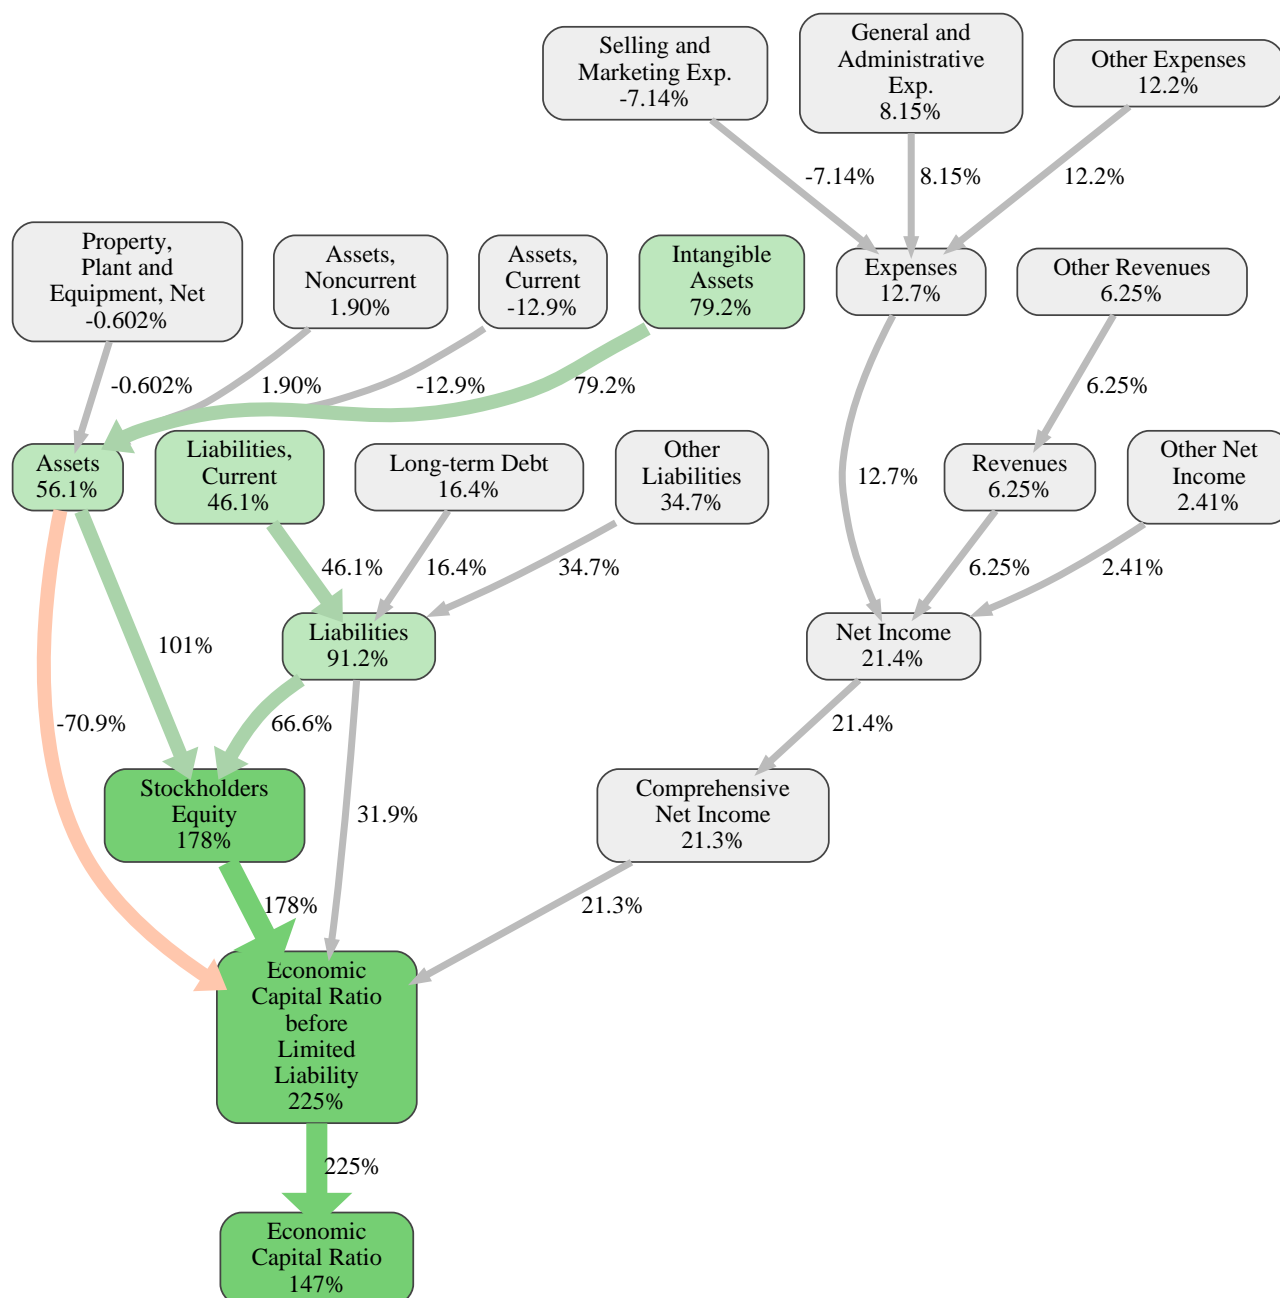 Selling and
Marketing Exp.
-7.14%
General and
Administrative
Exp.
8.15%
Other Expenses
12.2%
-7.14%
8.15%
12.2%
Property,
Plant and
Equipment, Net
-0.602%
Assets,
Noncurrent
1.90%
Assets,
Current
-12.9%
Intangible
Assets
79.2%
Expenses
12.7%
Other Revenues
6.25%
-0.602%
1.90%
-12.9%
79.2%
6.25%
Assets
56.1%
Liabilities,
Current
46.1%
Long-term Debt
16.4%
Other
Liabilities
34.7%
12.7%
Revenues
6.25%
Other Net
Income
2.41%
46.1%
16.4%
34.7%
6.25%
2.41%
101%
Liabilities
91.2%
Net Income
21.4%
-70.9%
66.6%
21.4%
Stockholders
Equity
178%
31.9%
Comprehensive
Net Income
21.3%
178%
21.3%
Economic
Capital Ratio
before
Limited
Liability
225%
225%
Economic
Capital Ratio
147%